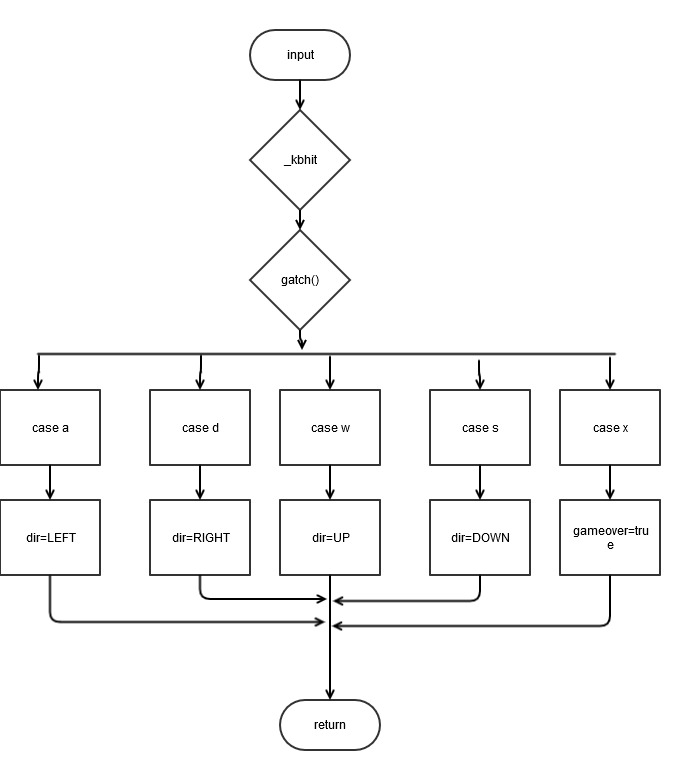 input
_kbhit
gatch()
case a
case d
case w
case s
case x
dir=LEFT
dir=RIGHT
dir=UP
dir=DOWN
gameover=tru
e
return